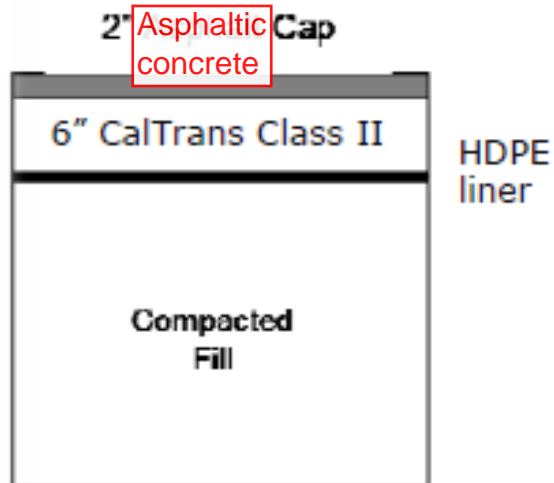 2" Asphaltic Cap
concrete
6" CalTrans Class II
HDPE
liner
Compacted
Fill